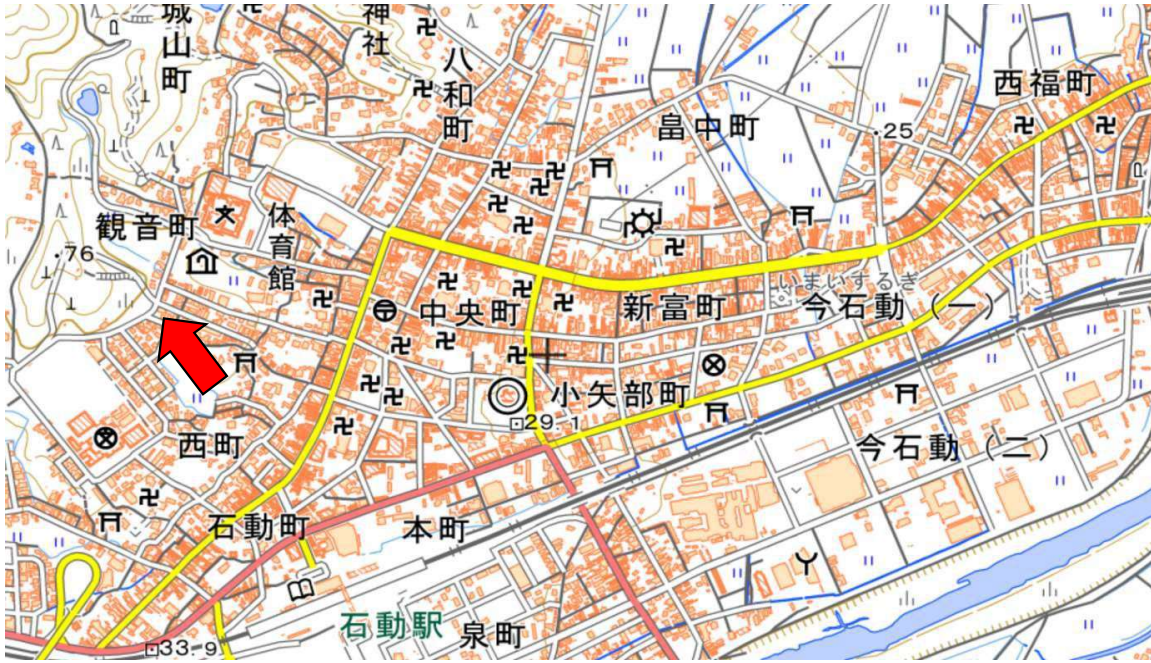 城山町
神社
八和町
西福町
畠中町
25
観音町
体育館
76
いまいするぎ
中央町
新富町
今石動(一)
小矢部町
29.1
西町
今石動(二)
石動町
本町
石動駅
泉町
33.9